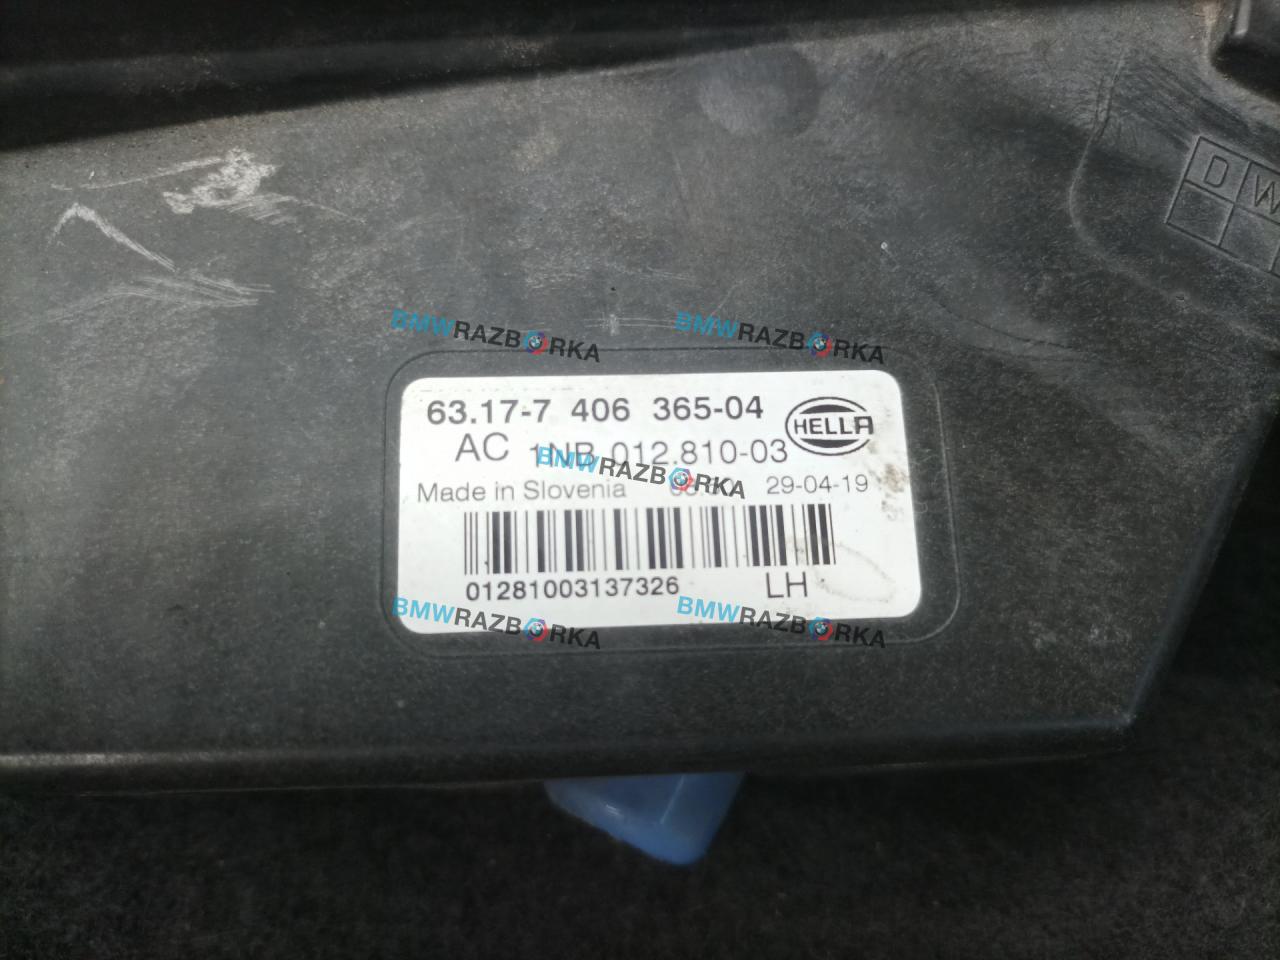 D W
BMWRAZBORKA BMWRAZBORKA
63.17-7 406 365-04
HELLA
AC 1NB 012.810-03
BMWRAZBORKA
Made in Slovenia 29-04-19
01281003137326 LH
BMWRAZBORKA BMWRAZBORKA